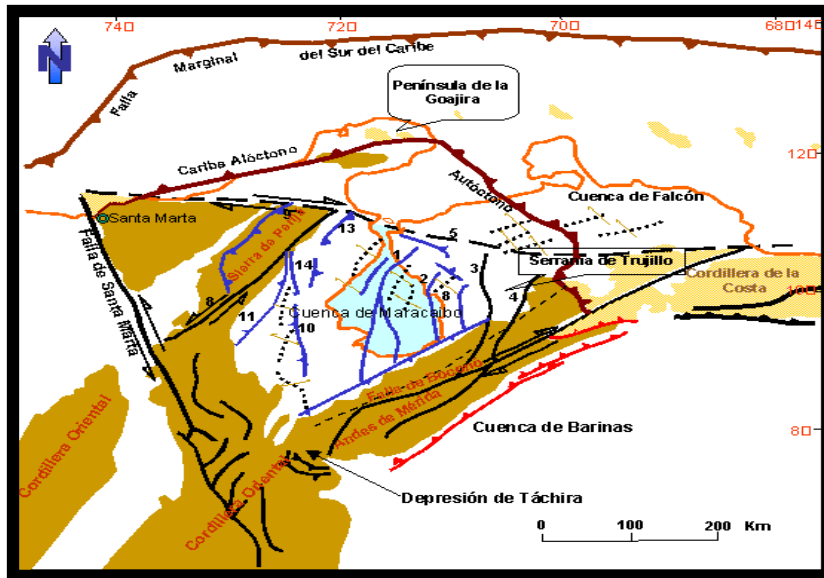 74□
72□
70□
68□
14□
N
Falla Marginal del Sur del Caribe
Península de la
Goajira
Caribe Alóctono
Autóctono
12□
Cuenca de Falcón
Santa Marta
9
13
5
Sierra de Perijá
Serranía de Trujillo
14
1
2
3
8
4
Cordillera de la
Costa
10□
8
11
10
Cuenca de Maracaibo
Falla de Santa Marta
Falla de Boconó
Andes de Mérida
Cuenca de Barinas
8□
Cordillera Oriental
Cordillera Oriental
Depresión de Táchira
0 100 200 Km